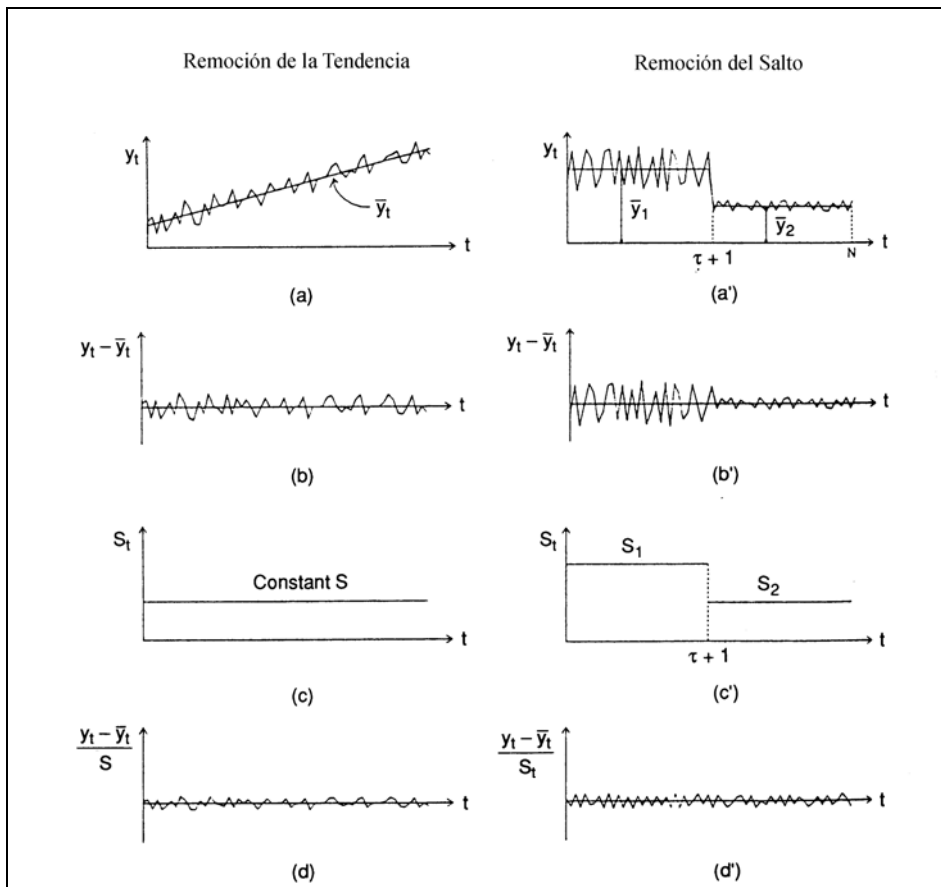 Remoción de la Tendencia
Remoción del Salto
yₜ
ȳₜ
t
(a)
yₜ
ȳ₁
ȳ₂
t
τ + 1
N
(a')
yₜ – ȳₜ
t
(b)
yₜ – ȳₜ
t
(b')
Sₜ
Constant S
t
(c)
Sₜ
S₁
S₂
t
τ + 1
(c')
yₜ – ȳₜ
S
t
(d)
yₜ – ȳₜ
Sₜ
t
(d')